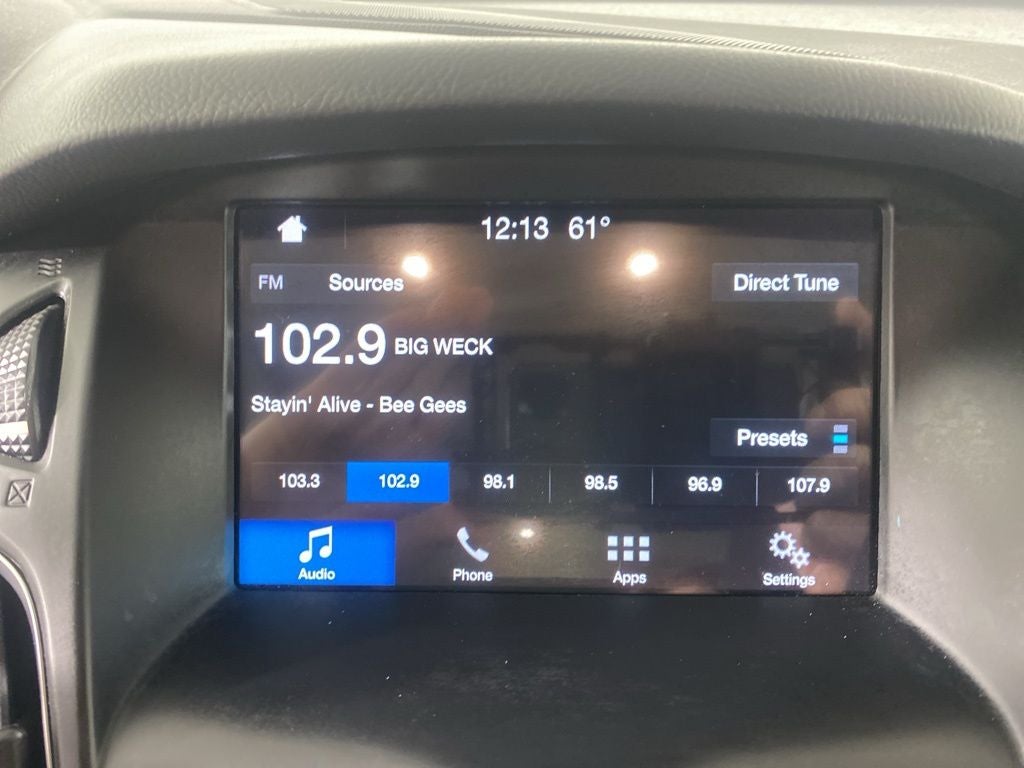 12:13 61°
FM Sources Direct Tune
102.9 BIG WECK
Stayin' Alive - Bee Gees
Presets
103.3 102.9 98.1 98.5 96.9 107.9
Audio Phone Apps Settings